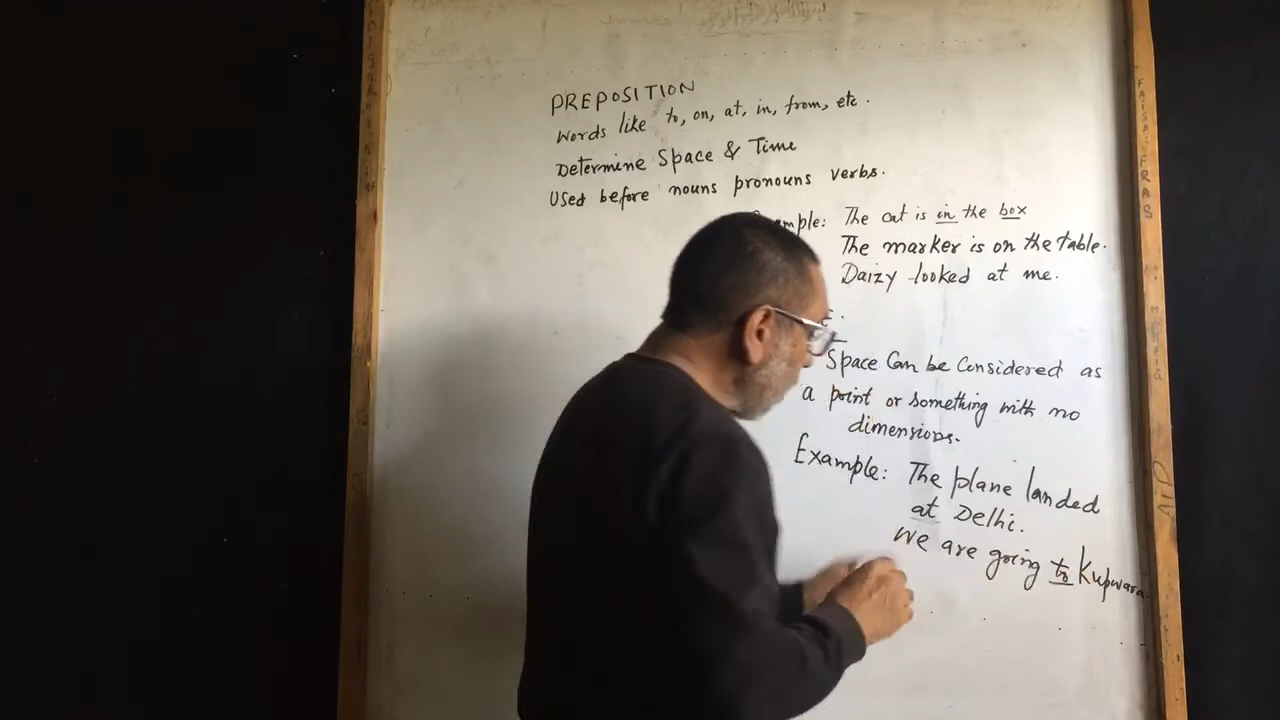 PREPOSITION
Words like to, on, at, in, from, etc.
Determine Space & Time
Used before nouns pronouns verbs.
mple: The cat is in the box
The marker is on the table.
Daizy looked at me.
Space Can be Considered as
a point or something with no
dimensions.
Example: The plane landed
at Delhi.
We are going to Kupwara.